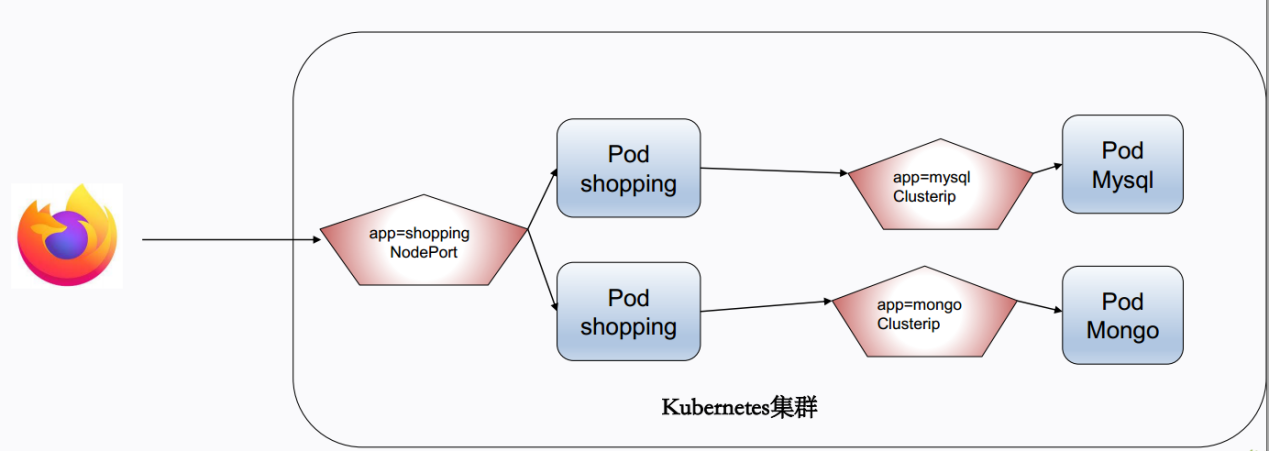 Pod
shopping
app=mysql
Clusterip
Pod
Mysql
app=shopping
NodePort
Pod
shopping
app=mongo
Clusterip
Pod
Mongo
Kubernetes集群